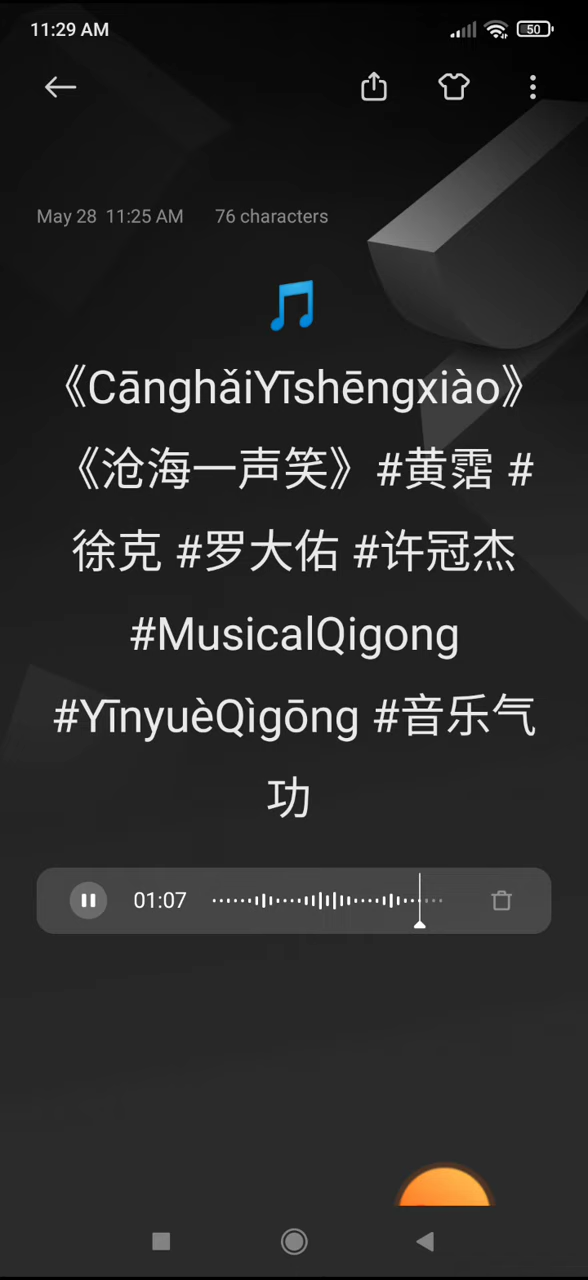 11:29 AM
50
May 28 11:25 AM 76 characters
🎵
《CānghǎiYīshēngxiào》
《沧海一声笑》 #黄霑 #
徐克 #罗大佑 #许冠杰
#MusicalQigong
#YīnyuèQìgōng #音乐气
功
01:07